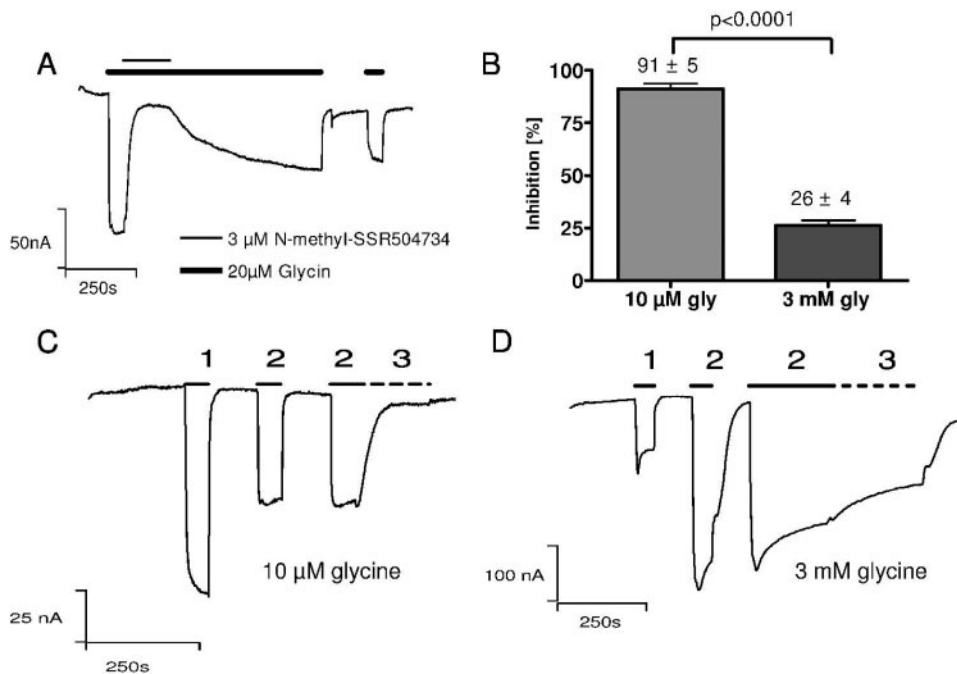 A
50nA
250s
3 µM N-methyl-SSR504734
20µM Glycin
B
p<0.0001
Inhibition [%]
100
75
50
25
0
91 ± 5
26 ± 4
10 µM gly
3 mM gly
C
1
2
2
3
10 µM glycine
25 nA
250s
D
1
2
2
3
3 mM glycine
100 nA
250s